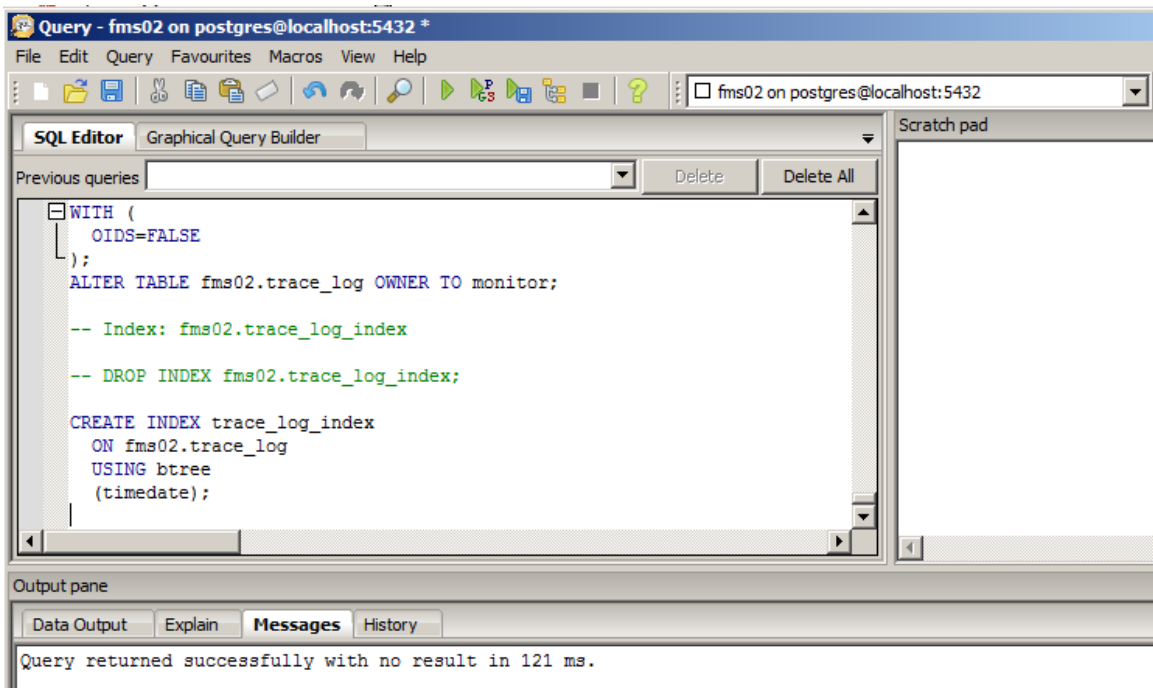 Query - fms02 on postgres@localhost:5432 *
File Edit Query Favourites Macros View Help
fms02 on postgres@localhost:5432
SQL Editor Graphical Query Builder
Scratch pad
Previous queries Delete Delete All
WITH (
OIDS=FALSE
);
ALTER TABLE fms02.trace_log OWNER TO monitor;
-- Index: fms02.trace_log_index
-- DROP INDEX fms02.trace_log_index;
CREATE INDEX trace_log_index
ON fms02.trace_log
USING btree
(timedate);
Output pane
Data Output Explain Messages History
Query returned successfully with no result in 121 ms.